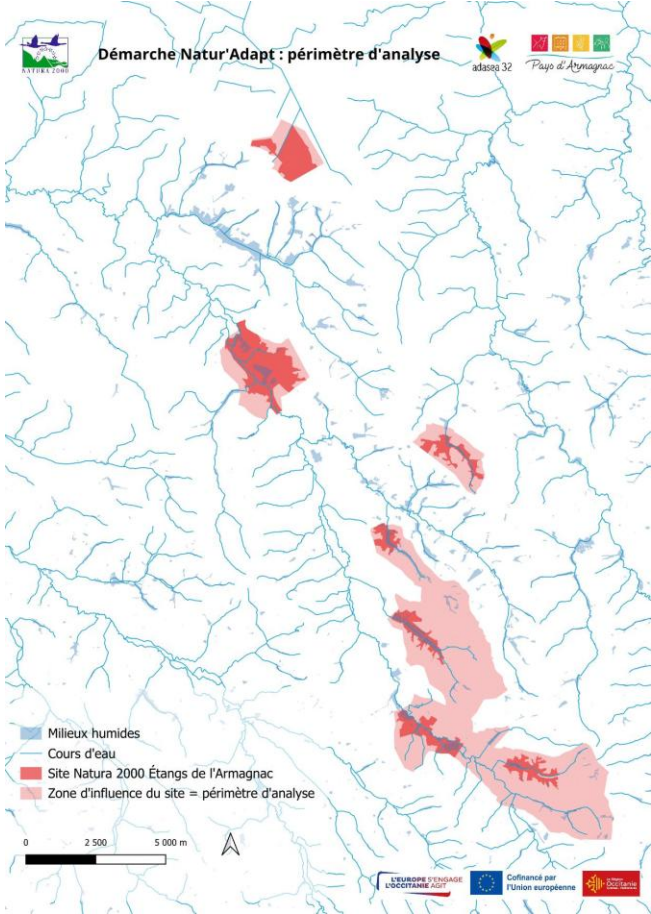 NATURA 2000
Démarche Natur'Adapt : périmètre d'analyse
adasea 32
Pays d'Armagnac
Milieux humides
Cours d'eau
Site Natura 2000 Étangs de l'Armagnac
Zone d'influence du site = périmètre d'analyse
0 2 500 5 000 m
L'EUROPE S'ENGAGE
L'OCCITANIE AGIT
Cofinancé par
l'Union européenne
La Région
Occitanie